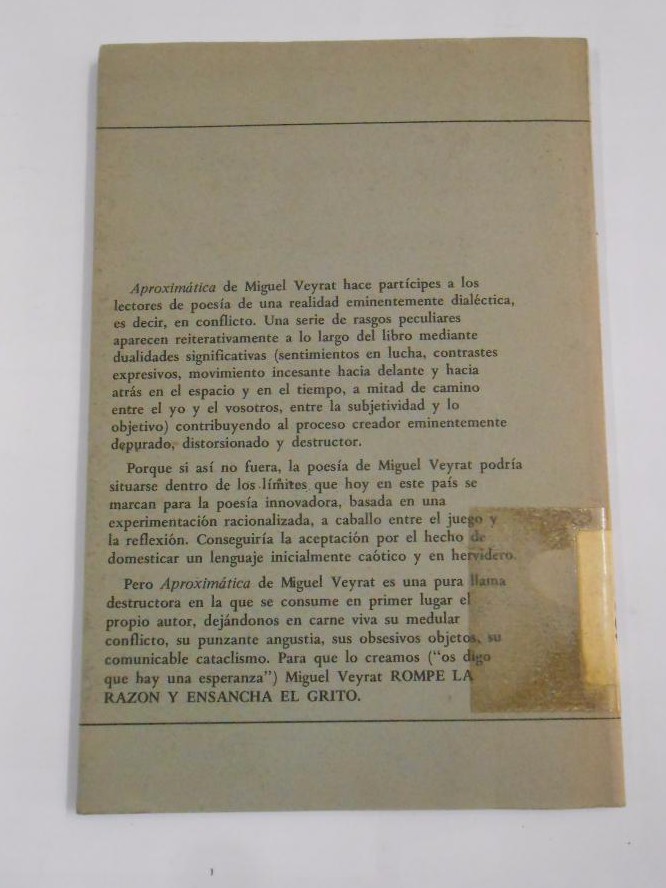 Aproximática de Miguel Veyrat hace partícipes a los
lectores de poesía de una realidad eminentemente dialéctica,
es decir, en conflicto. Una serie de rasgos peculiares
aparecen reiterativamente a lo largo del libro mediante
dualidades significativas (sentimientos en lucha, contrastes
expresivos, movimiento incesante hacia delante y hacia
atrás en el espacio y en el tiempo, a mitad de camino
entre el yo y el vosotros, entre la subjetividad y lo
objetivo) contribuyendo al proceso creador eminentemente
depurado, distorsionado y destructor.
Porque si así no fuera, la poesía de Miguel Veyrat podría
situarse dentro de los límites que hoy en este país se
marcan para la poesía innovadora, basada en una
experimentación racionalizada, a caballo entre el juego y
la reflexión. Conseguiría la aceptación por el hecho de
domesticar un lenguaje inicialmente caótico y en hervidero.
Pero Aproximática de Miguel Veyrat es una pura llama
destructora en la que se consume en primer lugar el
propio autor, dejándonos en carne viva su medular
conflicto, su punzante angustia, sus obsesivos objetos, su
comunicable cataclismo. Para que lo creamos ("os digo
que hay una esperanza") Miguel Veyrat ROMPE LA
RAZON Y ENSANCHA EL GRITO.